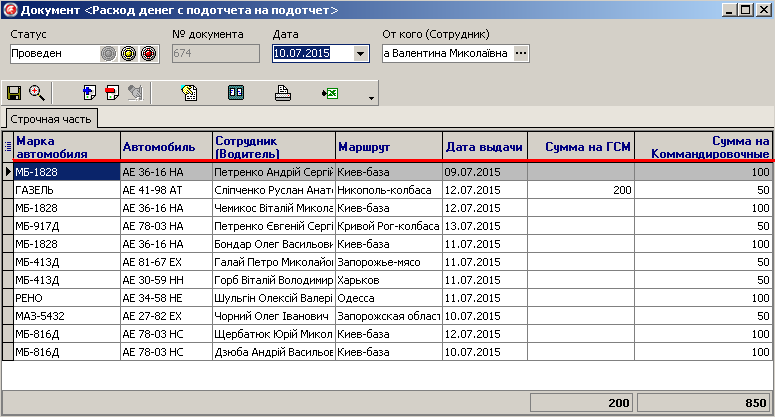 Документ <Расход денег с подотчета на подотчет>
Статус № документа Дата От кого (Сотрудник)
Проведен 674 10.07.2015 а Валентина Миколаївна ...
Строчная часть
Марка автомобиля Автомобиль Сотрудник (Водитель) Маршрут Дата выдачи Сумма на ГСМ Сумма на Коммандировочные
МБ-1828 АЕ 36-16 НА Петренко Андрій Сергій Киев-база 09.07.2015 100
ГАЗЕЛЬ АЕ 41-98 АТ Сліпченко Руслан Анато Никополь-колбаса 12.07.2015 200 50
МБ-1828 АЕ 36-16 НА Чемикос Віталій Микола Киев-база 12.07.2015 100
МБ-917Д АЕ 78-03 НА Петренко Євгеній Сергі Кривой Рог-колбаса 13.07.2015 50
МБ-1828 АЕ 36-16 НА Бондар Олег Васильови Киев-база 11.07.2015 100
МБ-413Д АЕ 81-67 ЕХ Галай Петро Миколайо Запорожье-мясо 11.07.2015 50
МБ-413Д АЕ 30-59 НН Горб Віталій Володимир Харьков 11.07.2015 50
РЕНО АЕ 34-58 НЕ Шульгін Олексій Валері Одесса 11.07.2015 100
МАЗ-5432 АЕ 27-82 ЕХ Чорний Олег Іванович Запорожская област 10.07.2015 50
МБ-816Д АЕ 78-03 НС Щербатюк Юрій Микол Киев-база 12.07.2015 100
МБ-816Д АЕ 78-03 НС Дзюба Андрій Васильов Киев-база 10.07.2015 100
200 850